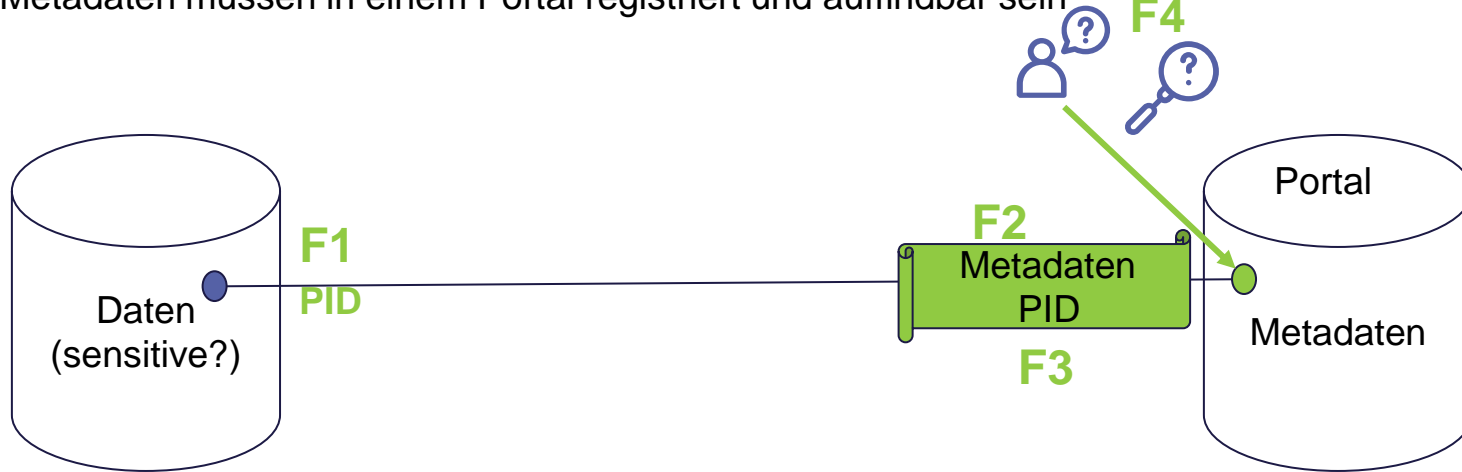 Metadaten müssen in einem Portal registriert und auffindbar sein
F4
?
?
Portal
F1
PID
F2
Metadaten
PID
F3
Daten
(sensitive?)
Metadaten